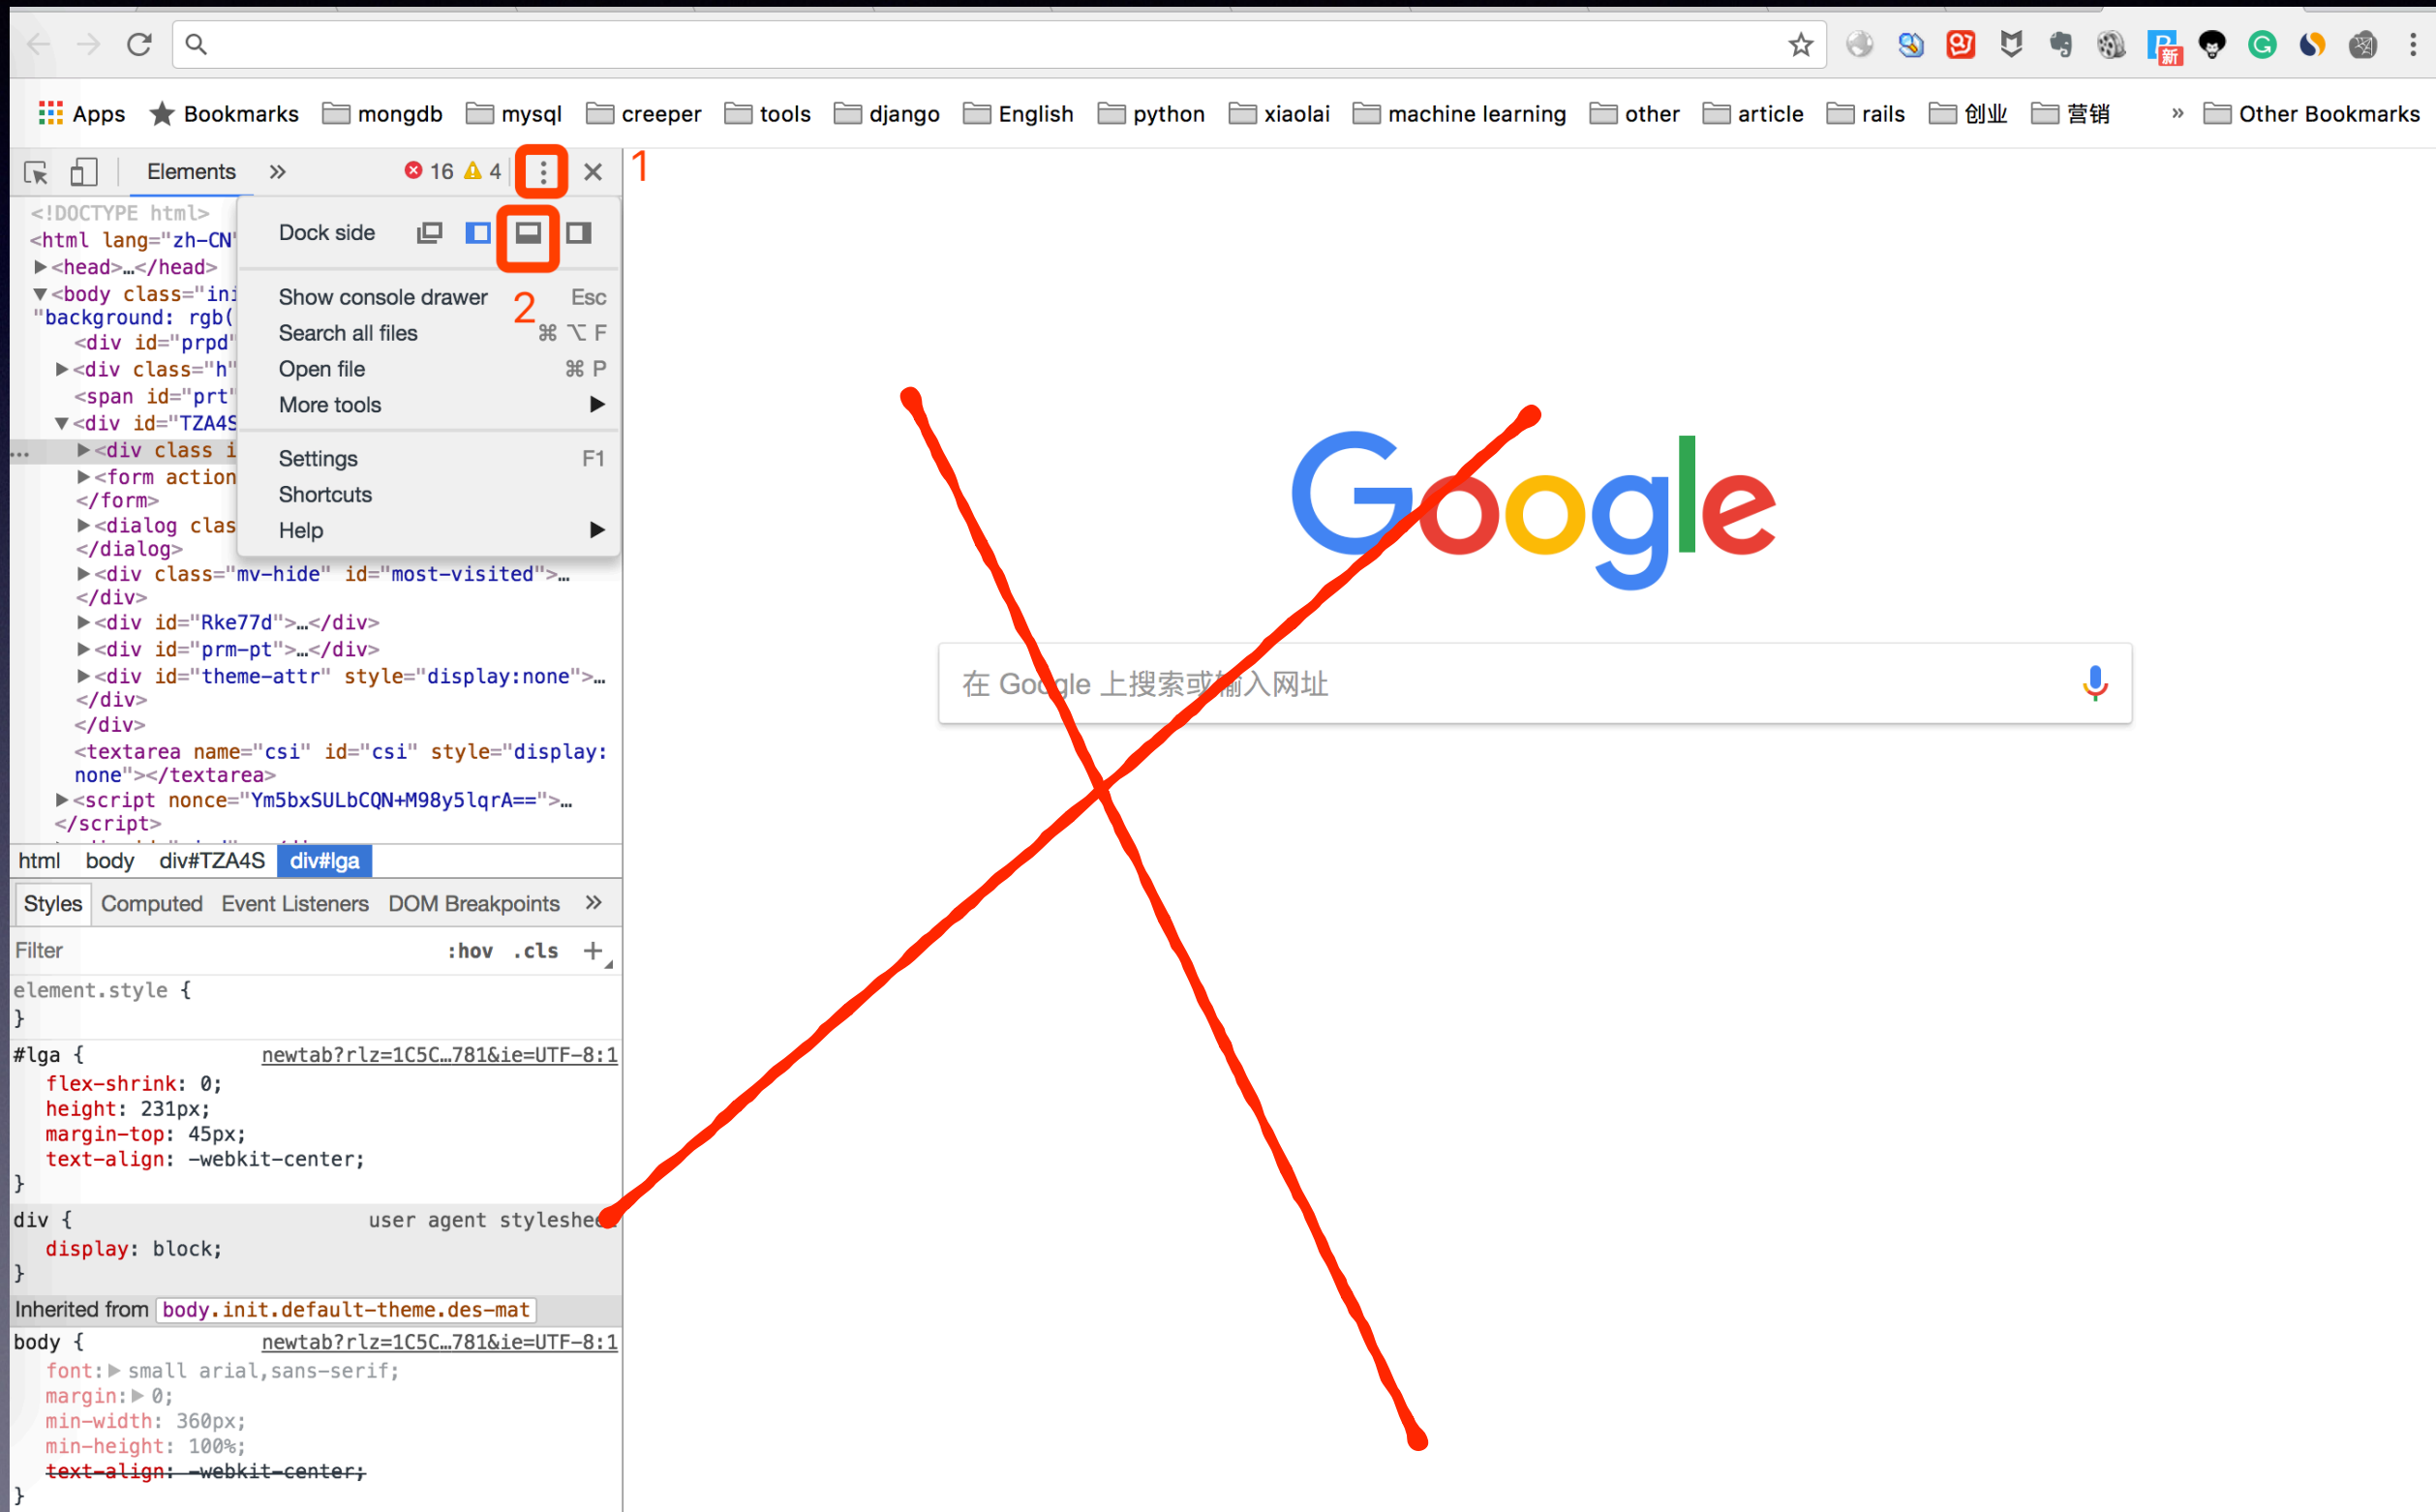 新
Apps Bookmarks mongdb mysql creeper tools django English python xiaolai machine learning other article rails 创业 营销 » Other Bookmarks
Elements » 16 4 1
Dock side
2
Show console drawer Esc
Search all files ⌘ ⌥ F
Open file ⌘ P
More tools
Settings F1
Shortcuts
Help
<!DOCTYPE html>
<html lang="zh-CN"
<head>…</head>
<body class="ini
"background: rgb(
<div id="prpd"
<div class="h"
<span id="prt"
<div id="TZA4S
… <div class i
<form action
</form>
<dialog clas
</dialog>
<div class="mv-hide" id="most-visited">…
</div>
<div id="Rke77d">…</div>
<div id="prm-pt">…</div>
<div id="theme-attr" style="display:none">…
</div>
</div>
<textarea name="csi" id="csi" style="display:
none"></textarea>
<script nonce="Ym5bxSULbCQN+M98y5lqrA==">…
</script>
html body div#TZA4S div#lga
Styles Computed Event Listeners DOM Breakpoints »
Filter :hov .cls +
element.style {
}
#lga { newtab?rlz=1C5C…781&ie=UTF-8:1
flex-shrink: 0;
height: 231px;
margin-top: 45px;
text-align: -webkit-center;
}
div { user agent stylesheet
display: block;
}
Inherited from body.init.default-theme.des-mat
body { newtab?rlz=1C5C…781&ie=UTF-8:1
font: small arial,sans-serif;
margin: 0;
min-width: 360px;
min-height: 100%;
text-align: -webkit-center;
}
Google
在 Google 上搜索或输入网址